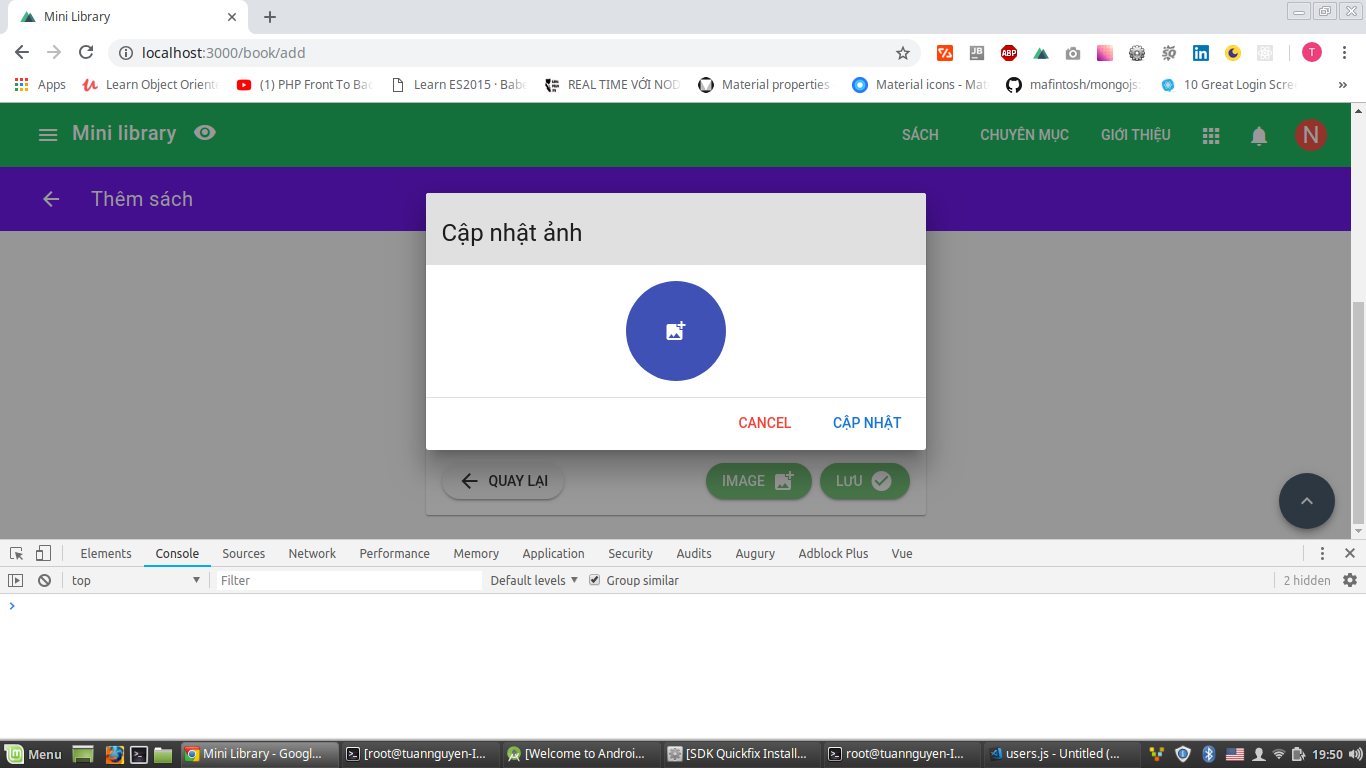 Mini Library
localhost:3000/book/add
ABP
T
Apps
Learn Object Oriente
(1) PHP Front To Bac
Learn ES2015 · Babe
REAL TIME VỚI NOD
Material properties
Material icons - Mat
mafintosh/mongojs:
10 Great Login Scre
»
Mini library
SÁCH
CHUYÊN MỤC
GIỚI THIỆU
N
Thêm sách
Cập nhật ảnh
CANCEL
CẬP NHẬT
QUAY LẠI
IMAGE
LƯU
Elements
Console
Sources
Network
Performance
Memory
Application
Security
Audits
Augury
Adblock Plus
Vue
top
Filter
Default levels
Group similar
2 hidden
Menu
Mini Library - Googl...
[root@tuannguyen-I...
[Welcome to Androi...
[SDK Quickfix Install...
root@tuannguyen-I...
users.js - Untitled (...
19:50